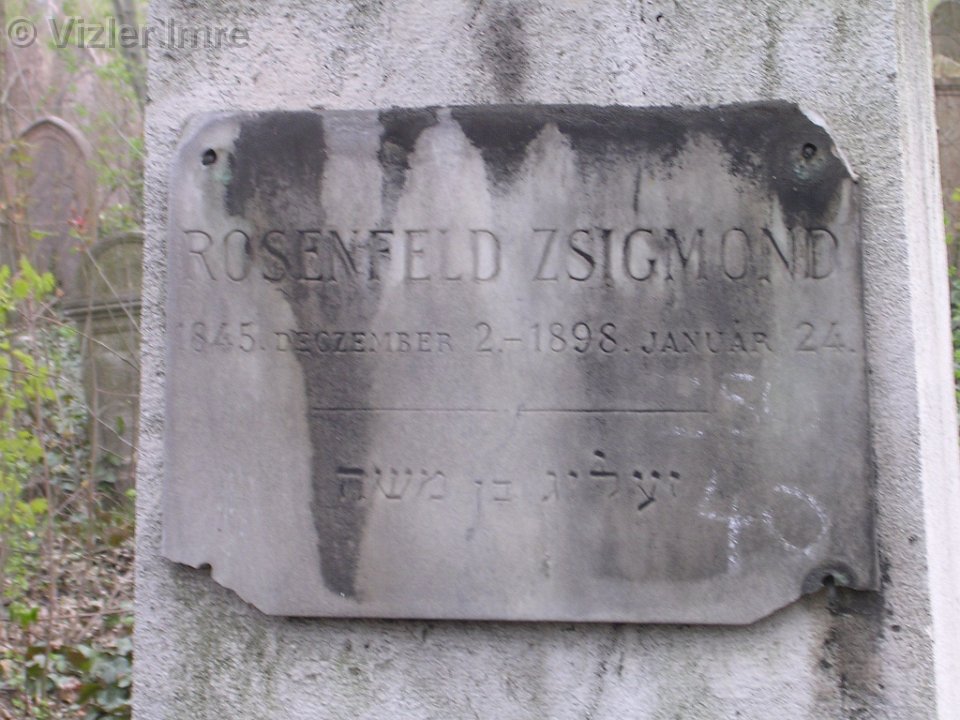 © Vizler Imre
ROSENFELD ZSIGMOND
1845. DECZEMBER 2.-1898. JANUÁR 24.
זעליג בן משה
40